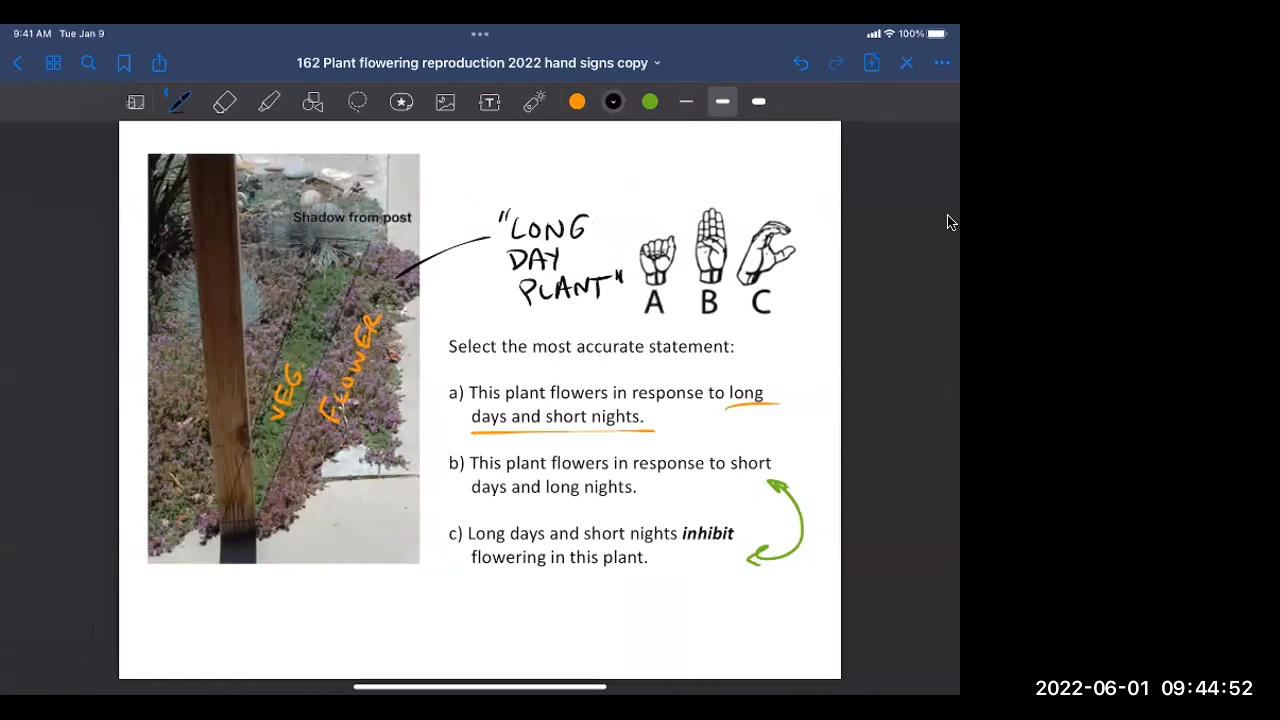 9:41 AM Tue Jan 9
100%
162 Plant flowering reproduction 2022 hand signs copy
Shadow from post
"LONG
DAY
PLANT"
A B C
VEG
FLOWER
Select the most accurate statement:
a) This plant flowers in response to long
days and short nights.
b) This plant flowers in response to short
days and long nights.
c) Long days and short nights inhibit
flowering in this plant.
2022-06-01 09:44:52